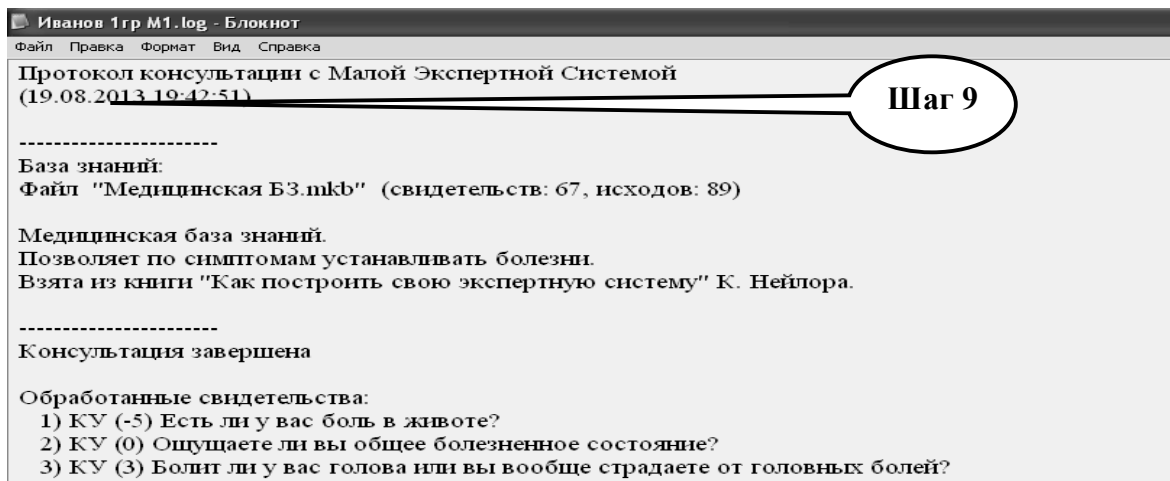 Иванов 1гр М1.log - Блокнот
Файл Правка Формат Вид Справка
Протокол консультации с Малой Экспертной Системой
(19.08.2013 19:42:51)
Шаг 9
-----------------------
База знаний:
Файл "Медицинская БЗ.mkb" (свидетельств: 67, исходов: 89)
Медицинская база знаний.
Позволяет по симптомам устанавливать болезни.
Взята из книги "Как построить свою экспертную систему" К. Нейлора.
-----------------------
Консультация завершена
Обработанные свидетельства:
1) КУ (-5) Есть ли у вас боль в животе?
2) КУ (0) Ощущаете ли вы общее болезненное состояние?
3) КУ (3) Болит ли у вас голова или вы вообще страдаете от головных болей?